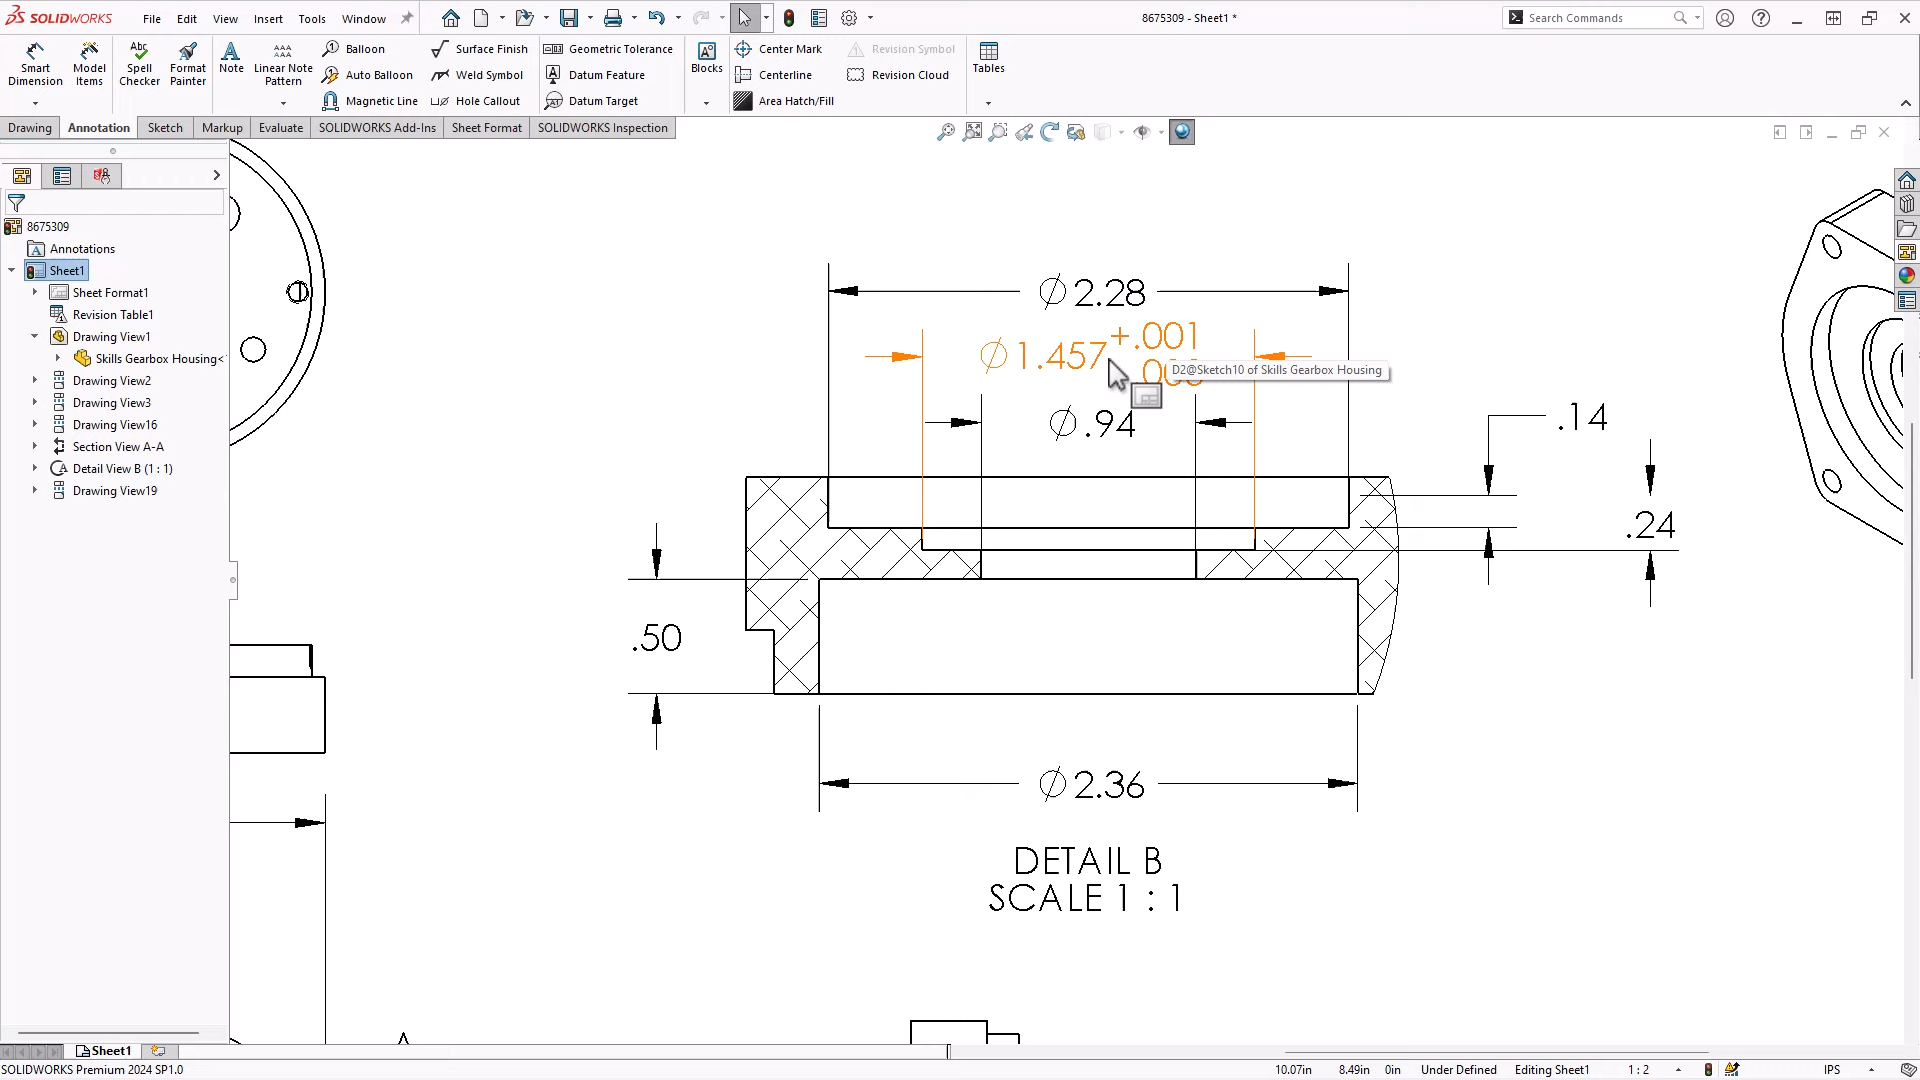 SOLIDWORKS
File Edit View Insert Tools Window
8675309 - Sheet1 *
Search Commands
Smart Dimension
Model Items
Spell Checker
Format Painter
Note
Linear Note Pattern
Balloon
Auto Balloon
Magnetic Line
Surface Finish
Weld Symbol
Hole Callout
Geometric Tolerance
Datum Feature
Datum Target
Blocks
Center Mark
Centerline
Area Hatch/Fill
Revision Symbol
Revision Cloud
Tables
Drawing Annotation Sketch Markup Evaluate SOLIDWORKS Add-Ins Sheet Format SOLIDWORKS Inspection
8675309
Annotations
Sheet1
Sheet Format1
Revision Table1
Drawing View1
Skills Gearbox Housing<
Drawing View2
Drawing View3
Drawing View16
Section View A-A
Detail View B (1 : 1)
Drawing View19
∅2.28
∅1.457 +.001
D2@Sketch10 of Skills Gearbox Housing
∅.94
.14
.24
.50
∅2.36
DETAIL B
SCALE 1 : 1
Sheet1
SOLIDWORKS Premium 2024 SP1.0
10.07in 8.49in 0in Under Defined Editing Sheet1 1 : 2 IPS